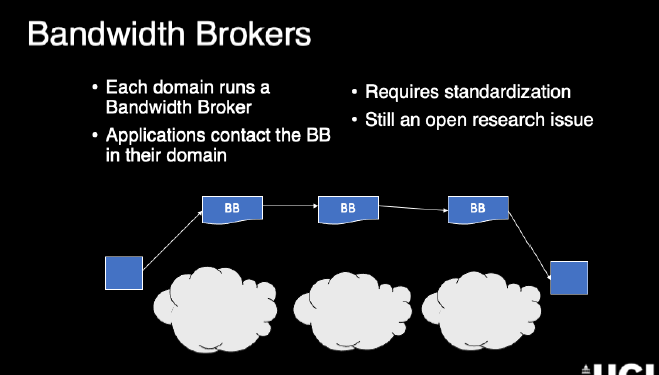 Bandwidth Brokers
• Each domain runs a
Bandwidth Broker
• Applications contact the BB
in their domain
• Requires standardization
• Still an open research issue
BB
BB
BB